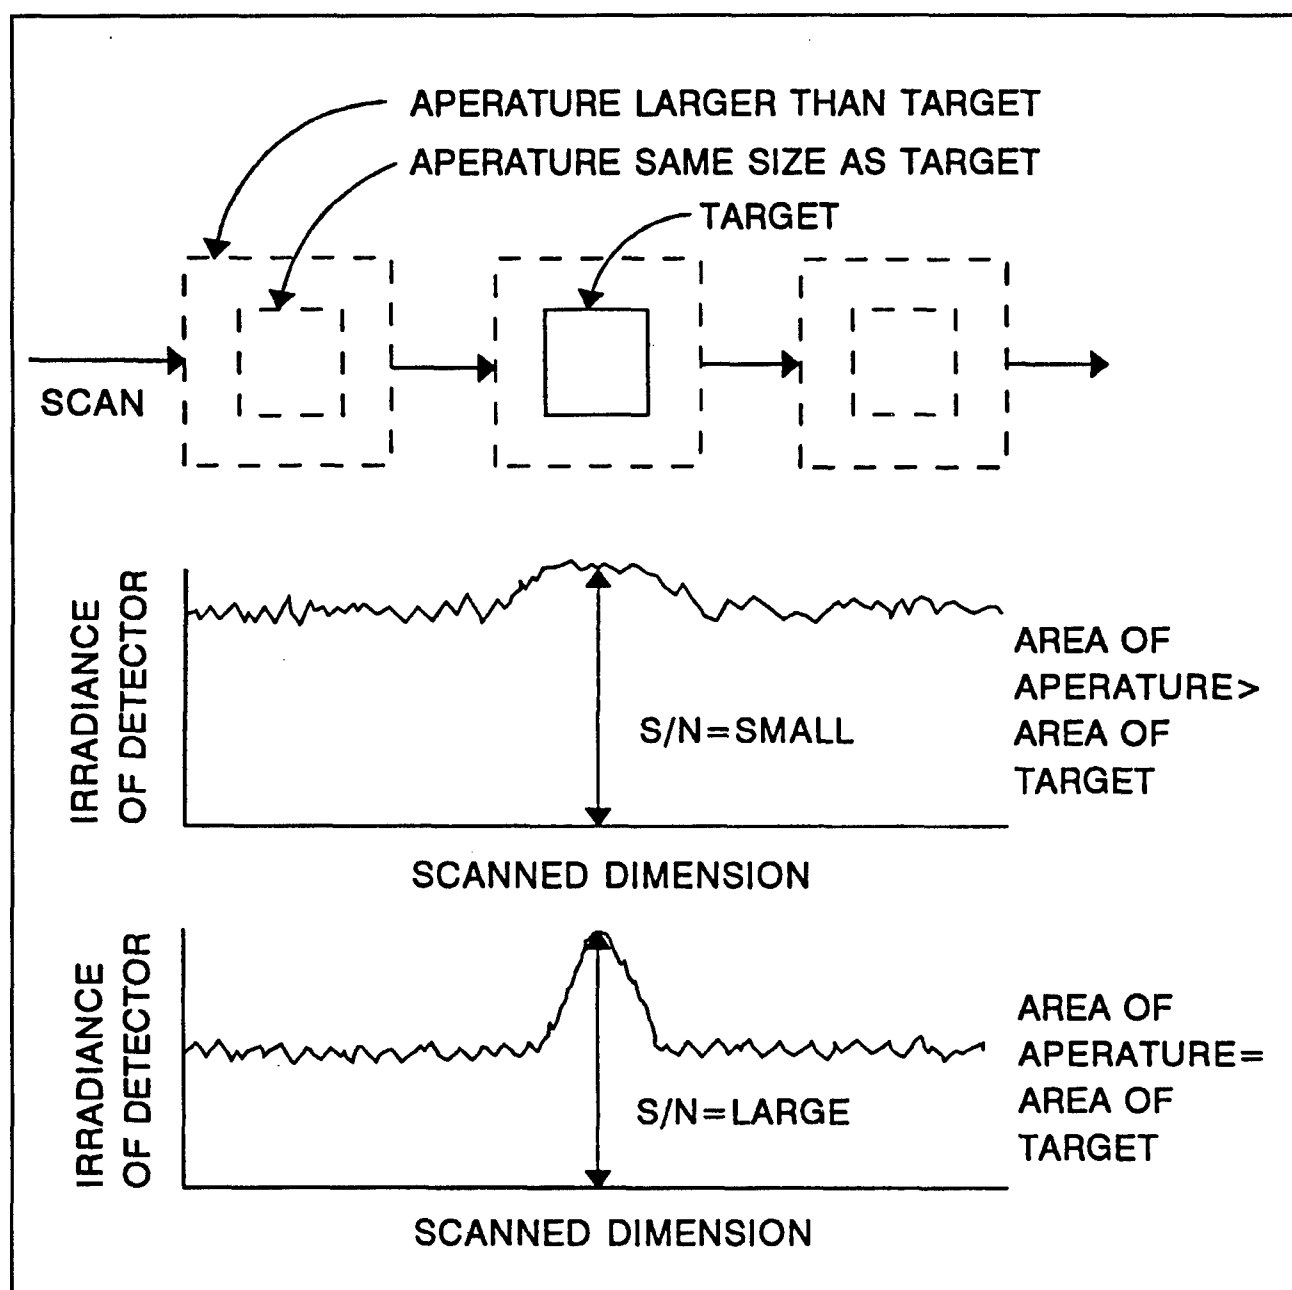 APERATURE LARGER THAN TARGET
APERATURE SAME SIZE AS TARGET
TARGET
SCAN
IRRADIANCE
OF DETECTOR
S/N=SMALL
AREA OF
APERATURE>
AREA OF
TARGET
SCANNED DIMENSION
IRRADIANCE
OF DETECTOR
S/N=LARGE
AREA OF
APERATURE=
AREA OF
TARGET
SCANNED DIMENSION